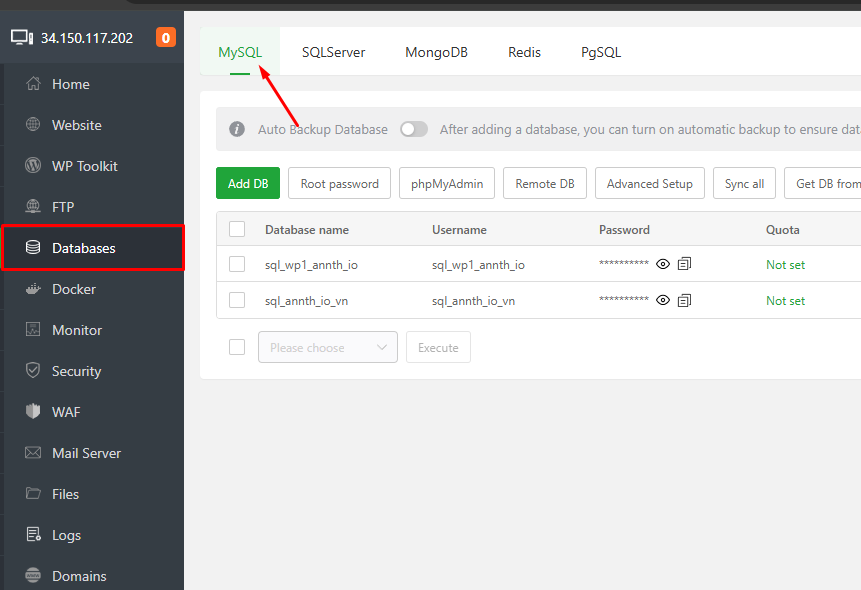 34.150.117.202 0
Home
Website
WP Toolkit
FTP
Databases
Docker
Monitor
Security
WAF
Mail Server
Files
Logs
Domains
MySQL SQLServer MongoDB Redis PgSQL
Auto Backup Database After adding a database, you can turn on automatic backup to ensure dat
Add DB Root password phpMyAdmin Remote DB Advanced Setup Sync all Get DB from
Database name Username Password Quota
sql_wp1_annth_io sql_wp1_annth_io ********** Not set
sql_annth_io_vn sql_annth_io_vn ********** Not set
Please choose Execute